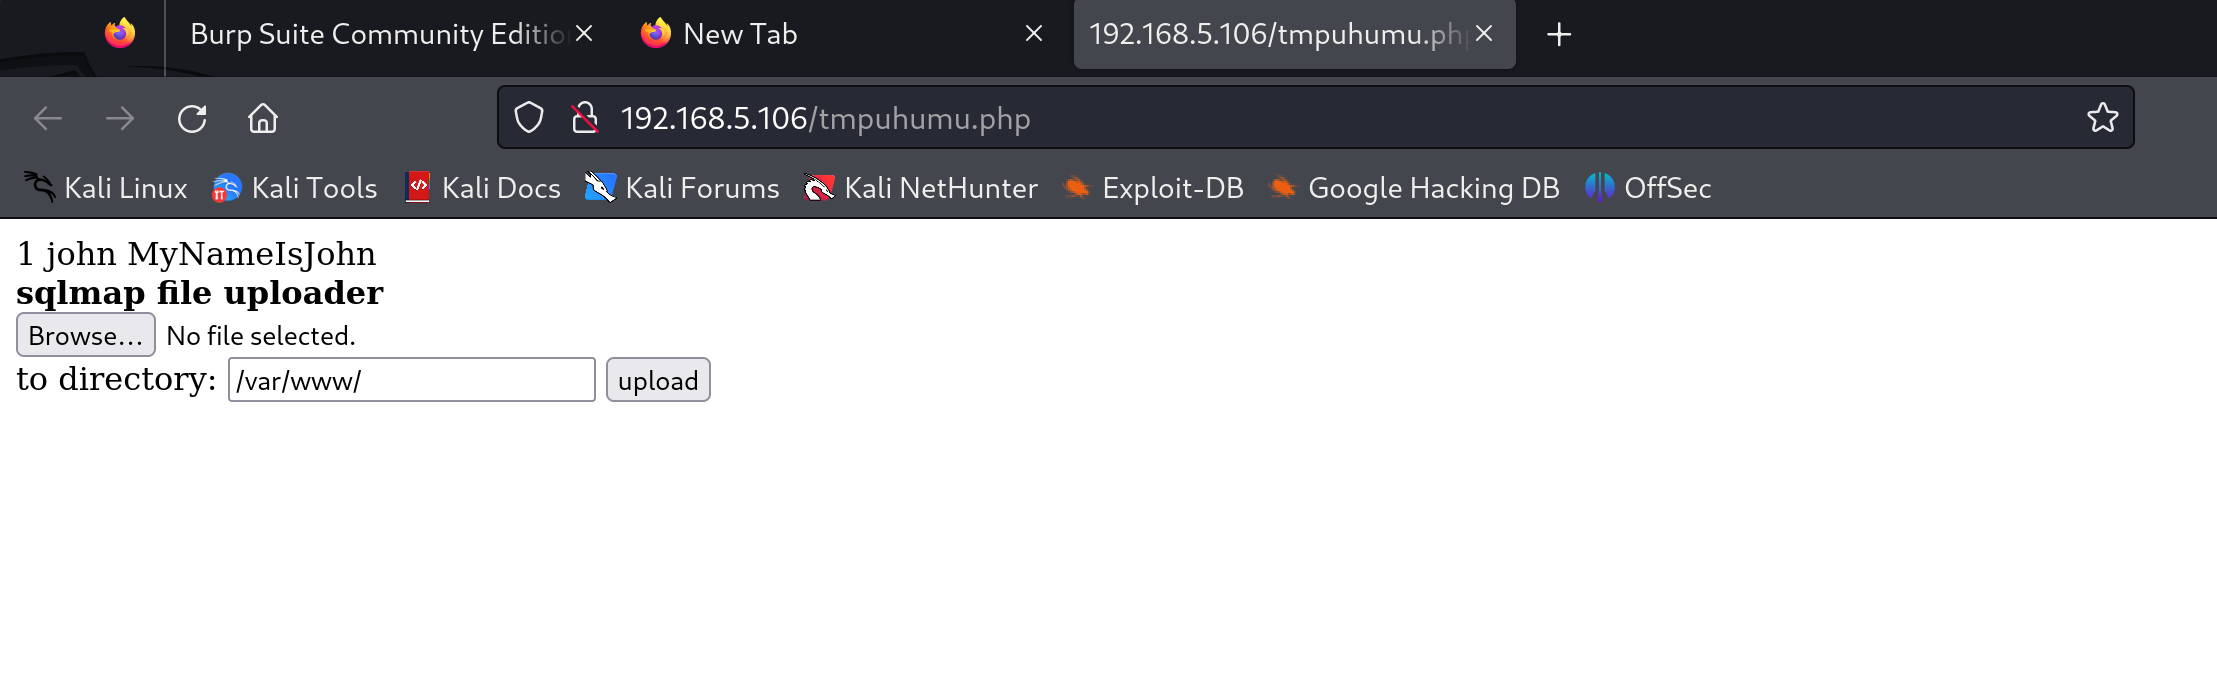 Burp Suite Community Editio
New Tab
192.168.5.106/tmpuhumu.php
192.168.5.106/tmpuhumu.php
Kali Linux Kali Tools Kali Docs Kali Forums Kali NetHunter Exploit-DB Google Hacking DB OffSec
1 john MyNameIsJohn
sqlmap file uploader
Browse... No file selected.
to directory: /var/www/ upload